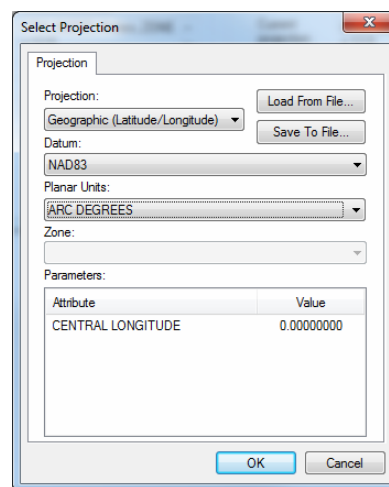 Select Projection
Projection
Projection:
Load From File...
Geographic (Latitude/Longitude)
Save To File...
Datum:
NAD83
Planar Units:
ARC DEGREES
Zone:
Parameters:
Attribute Value
CENTRAL LONGITUDE 0.00000000
OK Cancel